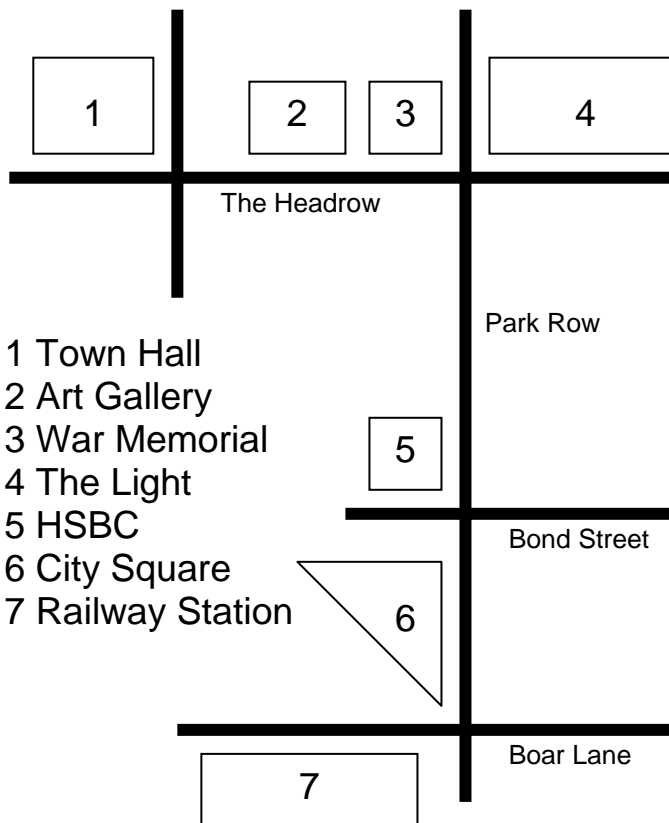 1
2
3
4
The Headrow
Park Row
1 Town Hall
2 Art Gallery
3 War Memorial
4 The Light
5 HSBC
6 City Square
7 Railway Station
5
Bond Street
6
Boar Lane
7